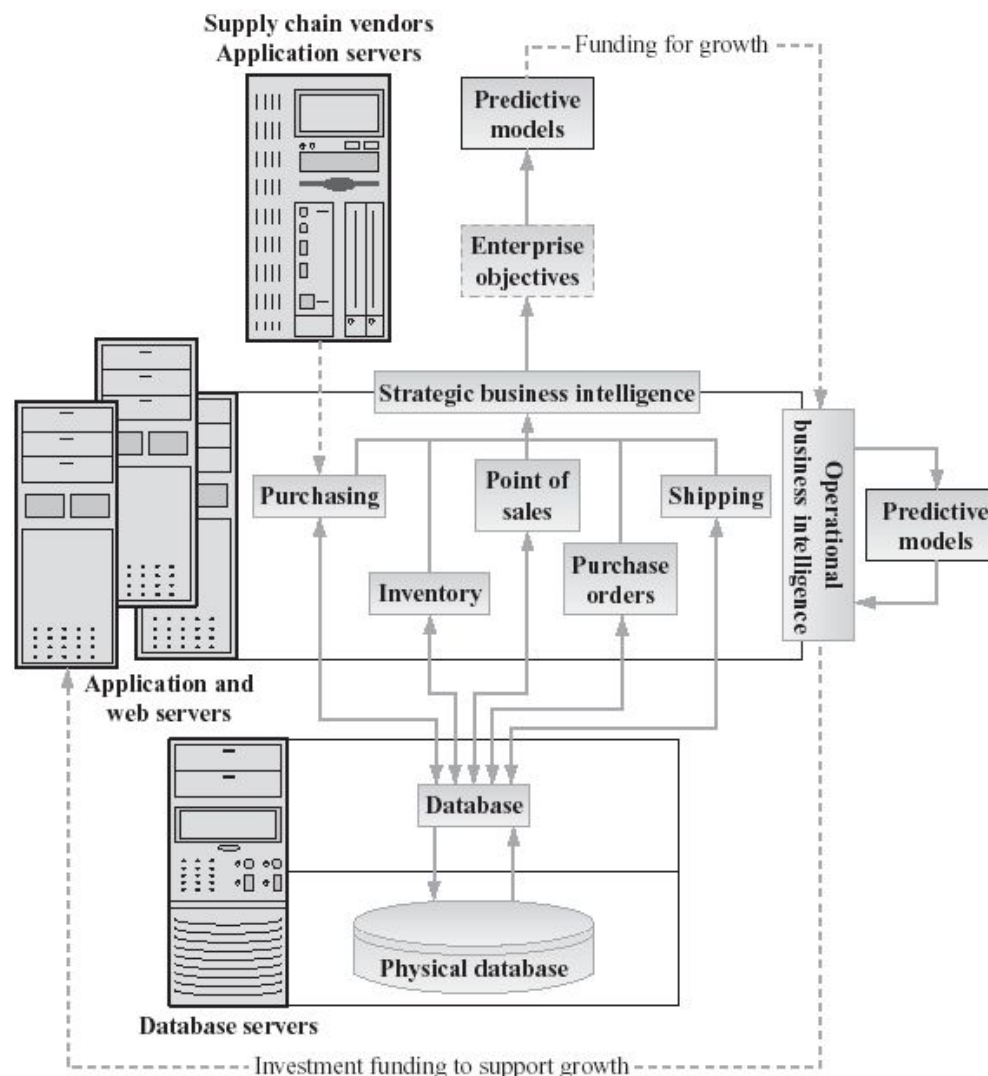 Supply chain vendors
Application servers
Funding for growth
Predictive
models
Enterprise
objectives
Strategic business intelligence
Operational
business intelligence
Purchasing
Point of
sales
Shipping
Predictive
models
Inventory
Purchase
orders
Application and
web servers
Database
Physical database
Database servers
Investment funding to support growth